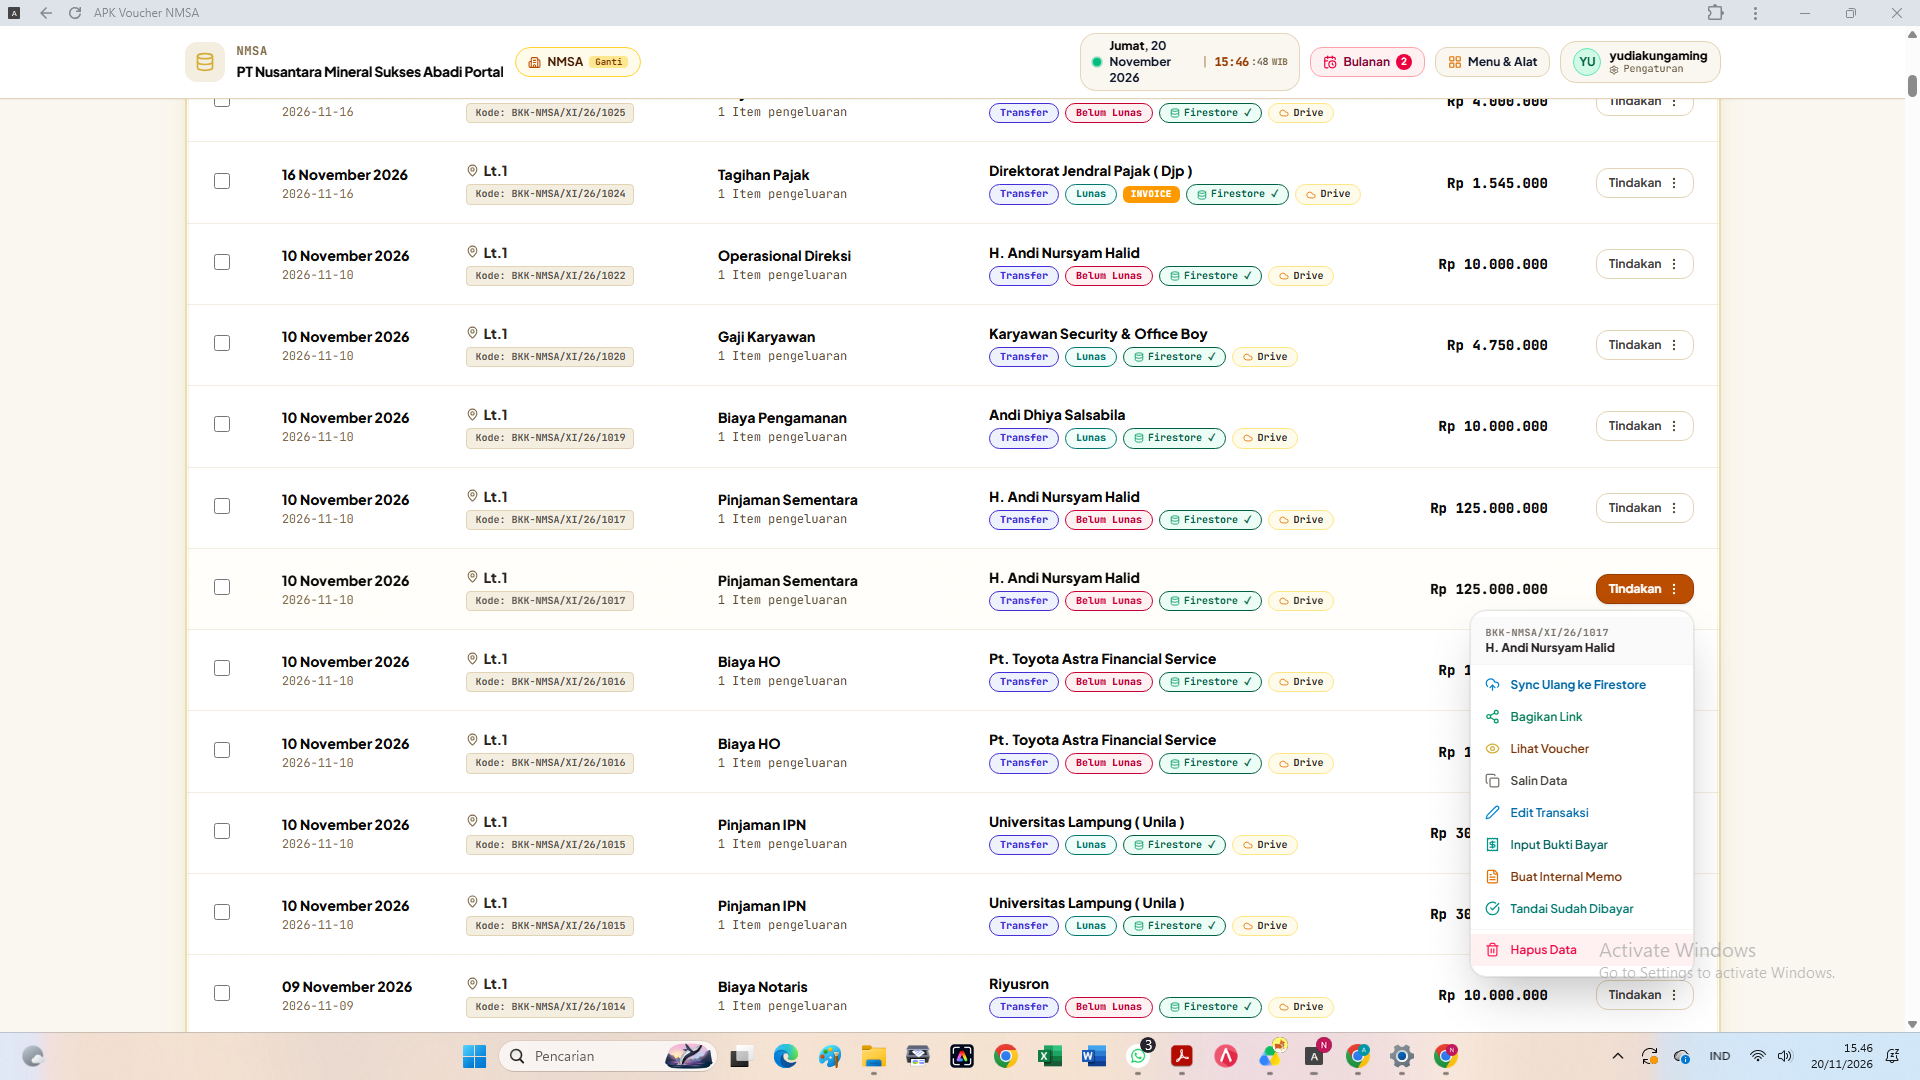 APK Voucher NMSA
NMSA
PT Nusantara Mineral Sukses Abadi Portal
NMSA Ganti
Jumat, 20 November 2026 | 15:46:48 WIB
Bulanan 2
Menu & Alat
YU yudiakungaming
Pengaturan
2026-11-16 Kode: BKK-NMSA/XI/26/1025 1 Item pengeluaran Transfer Belum Lunas Firestore ✓ Drive Rp 4.000.000 Tindakan
16 November 2026 Lt.1 Tagihan Pajak Direktorat Jendral Pajak ( Djp ) Rp 1.545.000 Tindakan
2026-11-16 Kode: BKK-NMSA/XI/26/1024 1 Item pengeluaran Transfer Lunas INVOICE Firestore ✓ Drive
10 November 2026 Lt.1 Operasional Direksi H. Andi Nursyam Halid Rp 10.000.000 Tindakan
2026-11-10 Kode: BKK-NMSA/XI/26/1022 1 Item pengeluaran Transfer Belum Lunas Firestore ✓ Drive
10 November 2026 Lt.1 Gaji Karyawan Karyawan Security & Office Boy Rp 4.750.000 Tindakan
2026-11-10 Kode: BKK-NMSA/XI/26/1020 1 Item pengeluaran Transfer Lunas Firestore ✓ Drive
10 November 2026 Lt.1 Biaya Pengamanan Andi Dhiya Salsabila Rp 10.000.000 Tindakan
2026-11-10 Kode: BKK-NMSA/XI/26/1019 1 Item pengeluaran Transfer Lunas Firestore ✓ Drive
10 November 2026 Lt.1 Pinjaman Sementara H. Andi Nursyam Halid Rp 125.000.000 Tindakan
2026-11-10 Kode: BKK-NMSA/XI/26/1017 1 Item pengeluaran Transfer Belum Lunas Firestore ✓ Drive
10 November 2026 Lt.1 Pinjaman Sementara H. Andi Nursyam Halid Rp 125.000.000 Tindakan
2026-11-10 Kode: BKK-NMSA/XI/26/1017 1 Item pengeluaran Transfer Belum Lunas Firestore ✓ Drive
10 November 2026 Lt.1 Biaya HO Pt. Toyota Astra Financial Service Rp 1
2026-11-10 Kode: BKK-NMSA/XI/26/1016 1 Item pengeluaran Transfer Belum Lunas Firestore ✓ Drive
10 November 2026 Lt.1 Biaya HO Pt. Toyota Astra Financial Service Rp 1
2026-11-10 Kode: BKK-NMSA/XI/26/1016 1 Item pengeluaran Transfer Belum Lunas Firestore ✓ Drive
10 November 2026 Lt.1 Pinjaman IPN Universitas Lampung ( Unila ) Rp 30
2026-11-10 Kode: BKK-NMSA/XI/26/1015 1 Item pengeluaran Transfer Lunas Firestore ✓ Drive
10 November 2026 Lt.1 Pinjaman IPN Universitas Lampung ( Unila ) Rp 30
2026-11-10 Kode: BKK-NMSA/XI/26/1015 1 Item pengeluaran Transfer Lunas Firestore ✓ Drive
09 November 2026 Lt.1 Biaya Notaris Riyusron Rp 10.000.000 Tindakan
2026-11-09 Kode: BKK-NMSA/XI/26/1014 1 Item pengeluaran Transfer Belum Lunas Firestore ✓ Drive
BKK-NMSA/XI/26/1017
H. Andi Nursyam Halid
Sync Ulang ke Firestore
Bagikan Link
Lihat Voucher
Salin Data
Edit Transaksi
Input Bukti Bayar
Buat Internal Memo
Tandai Sudah Dibayar
Hapus Data
Activate Windows
Go to Settings to activate Windows.
Pencarian
3
IND
15.46
20/11/2026